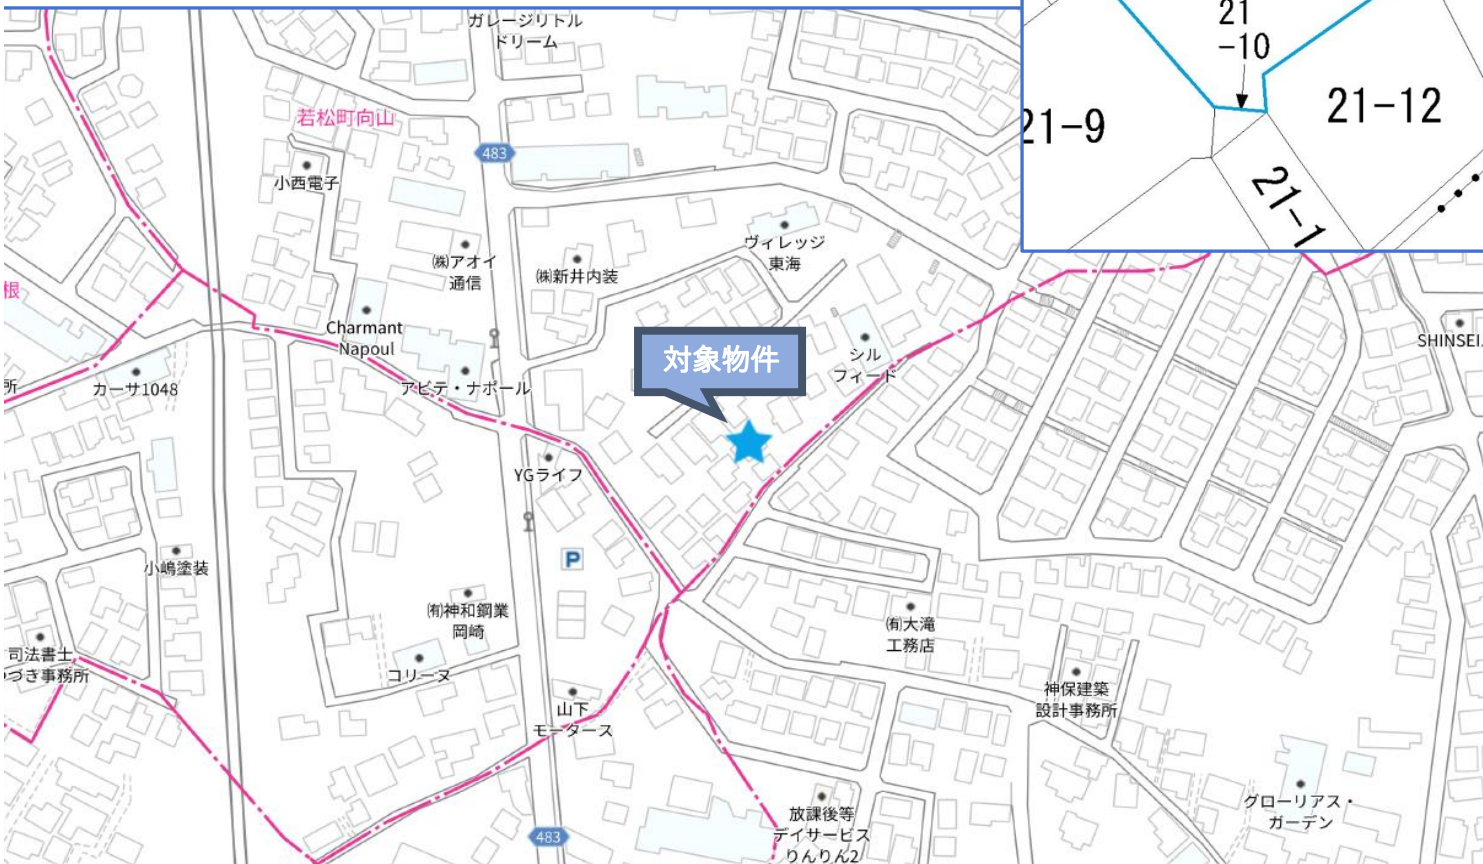 ガレージリトル
ドリーム
21
-10
21-9
21-12
21-1
若松町向山
483
小西電子
ヴィレッジ
東海
㈱アオイ
通信
㈱新井内装
根
Charmant
Napoul
対象物件
シル
フィード
SHINSEI
所
カーサ1048
アビテ・ナポール
YGライフ
P
小嶋塗装
㈲神和鋼業
岡崎
㈲大滝
工務店
司法書士
づき事務所
コリーヌ
神保建築
設計事務所
山下
モータース
グローリアス・
ガーデン
放課後等
デイサービス
りんりん2
483